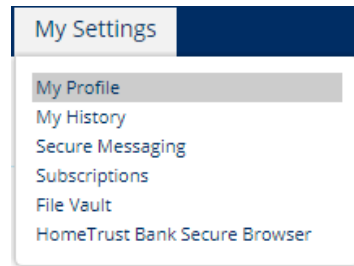 My Settings
My Profile
My History
Secure Messaging
Subscriptions
File Vault
HomeTrust Bank Secure Browser